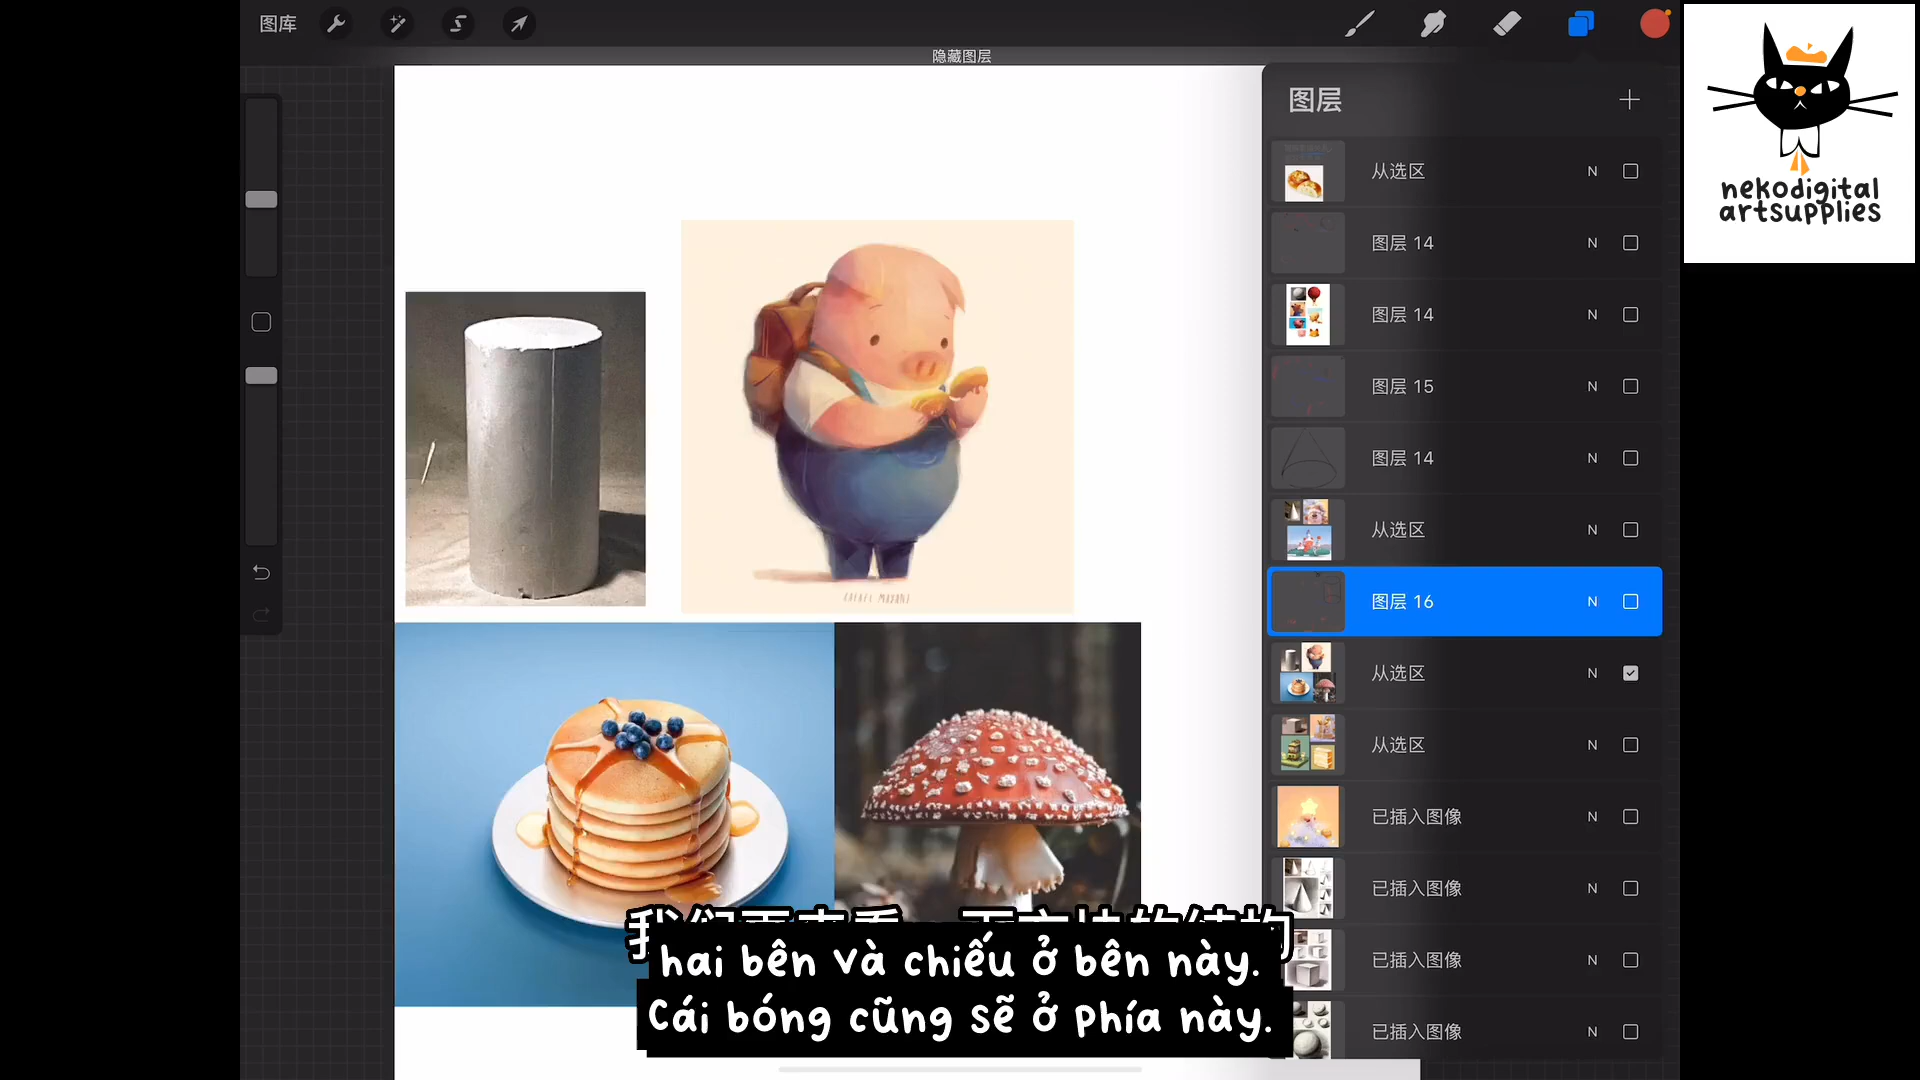 图库
隐藏图层
图层
从选区 N
图层 14 N
图层 14 N
图层 15 N
图层 14 N
从选区 N
图层 16 N
从选区 N
从选区 N
已插入图像 N
已插入图像 N
已插入图像 N
已插入图像 N
nekodigital
artsupplies
hai bên và chiếu ở bên này.
Cái bóng cũng sẽ ở phía này.